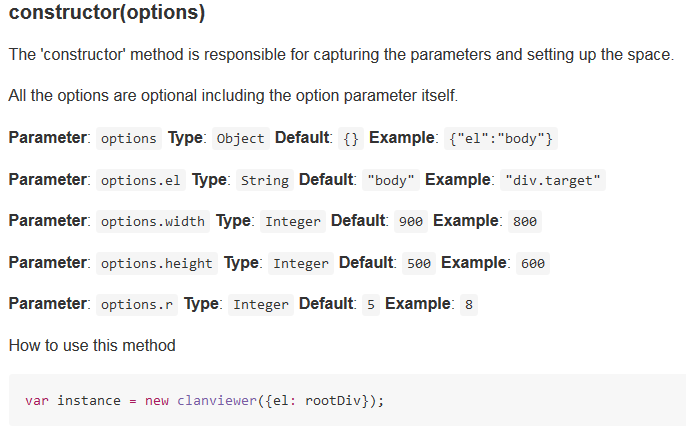 constructor(options)
The 'constructor' method is responsible for capturing the parameters and setting up the space.
All the options are optional including the option parameter itself.
Parameter: options Type: Object Default: {} Example: {"el":"body"}
Parameter: options.el Type: String Default: "body" Example: "div.target"
Parameter: options.width Type: Integer Default: 900 Example: 800
Parameter: options.height Type: Integer Default: 500 Example: 600
Parameter: options.r Type: Integer Default: 5 Example: 8
How to use this method
var instance = new clanviewer({el: rootDiv});